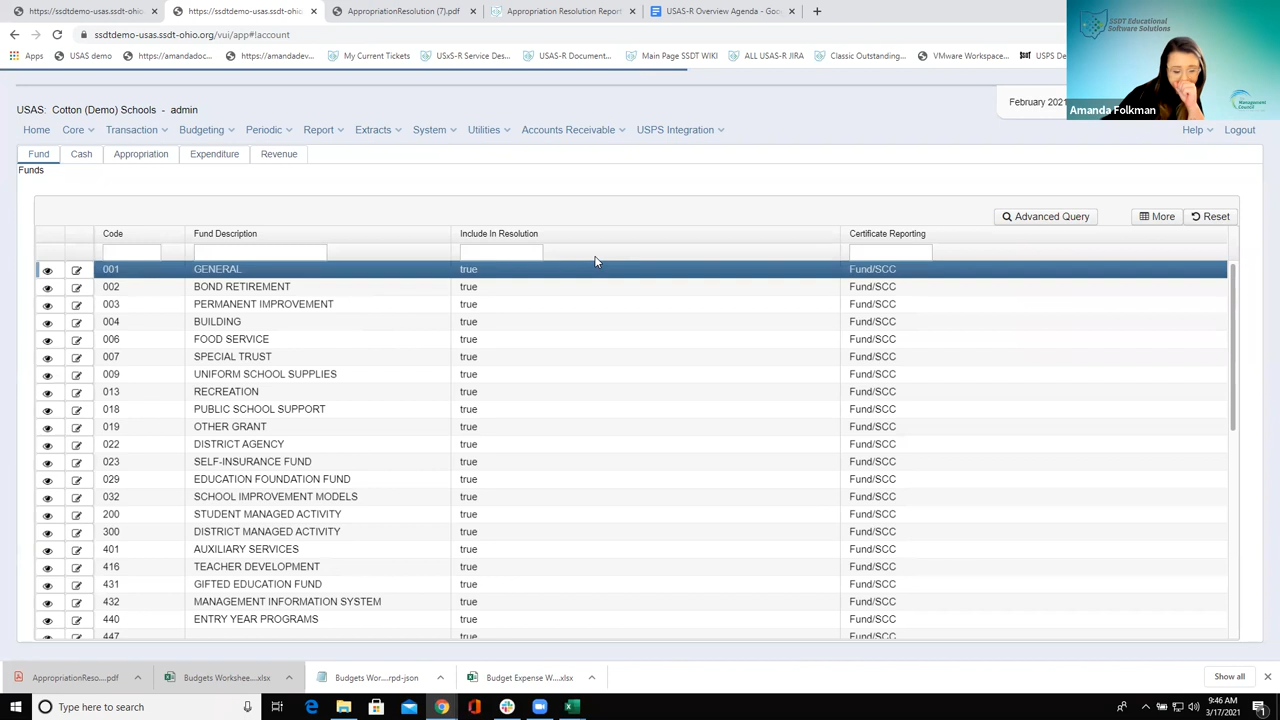 https://ssdtdemo-usas.ssdt-ohio
https://ssdtdemo-usas.ssdt-ohio
AppropriationResolution (7).pdf
Appropriation Resolution Report
USAS-R Overview Agenda - Goo
ssdtdemo-usas.ssdt-ohio.org/vui/app#!account
Apps
USAS demo
https://amandadoc...
https://amandadev...
My Current Tickets
USxS-R Service Des...
USAS-R Document...
Main Page SSDT WIKI
ALL USAS-R JIRA
Classic Outstanding...
VMware Workspace...
USPS De
SSDT Educational
Software Solutions
Management
Council
Amanda Folkman
USAS: Cotton (Demo) Schools - admin
February 2021
Home Core Transaction Budgeting Periodic Report Extracts System Utilities Accounts Receivable USPS Integration Help Logout
Fund Cash Appropriation Expenditure Revenue
Funds
Advanced Query More Reset
Code Fund Description Include In Resolution Certificate Reporting
001 GENERAL true Fund/SCC
002 BOND RETIREMENT true Fund/SCC
003 PERMANENT IMPROVEMENT true Fund/SCC
004 BUILDING true Fund/SCC
006 FOOD SERVICE true Fund/SCC
007 SPECIAL TRUST true Fund/SCC
009 UNIFORM SCHOOL SUPPLIES true Fund/SCC
013 RECREATION true Fund/SCC
018 PUBLIC SCHOOL SUPPORT true Fund/SCC
019 OTHER GRANT true Fund/SCC
022 DISTRICT AGENCY true Fund/SCC
023 SELF-INSURANCE FUND true Fund/SCC
029 EDUCATION FOUNDATION FUND true Fund/SCC
032 SCHOOL IMPROVEMENT MODELS true Fund/SCC
200 STUDENT MANAGED ACTIVITY true Fund/SCC
300 DISTRICT MANAGED ACTIVITY true Fund/SCC
401 AUXILIARY SERVICES true Fund/SCC
416 TEACHER DEVELOPMENT true Fund/SCC
431 GIFTED EDUCATION FUND true Fund/SCC
432 MANAGEMENT INFORMATION SYSTEM true Fund/SCC
440 ENTRY YEAR PROGRAMS true Fund/SCC
447 true Fund/SCC
AppropriationReso....pdf
Budgets Workshee...xlsx
Budgets Wor...rpd-json
Budget Expense W....xlsx
Show all
Type here to search
9:46 AM
3/17/2021
1